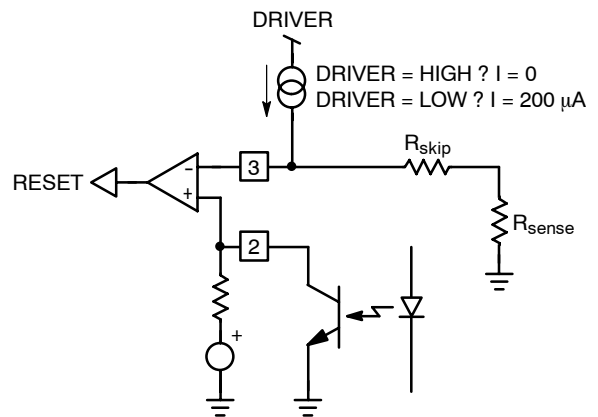 DRIVER
DRIVER = HIGH ? I = 0
DRIVER = LOW ? I = 200 μA
Rskip
-
3
RESET
+
Rsense
2
+